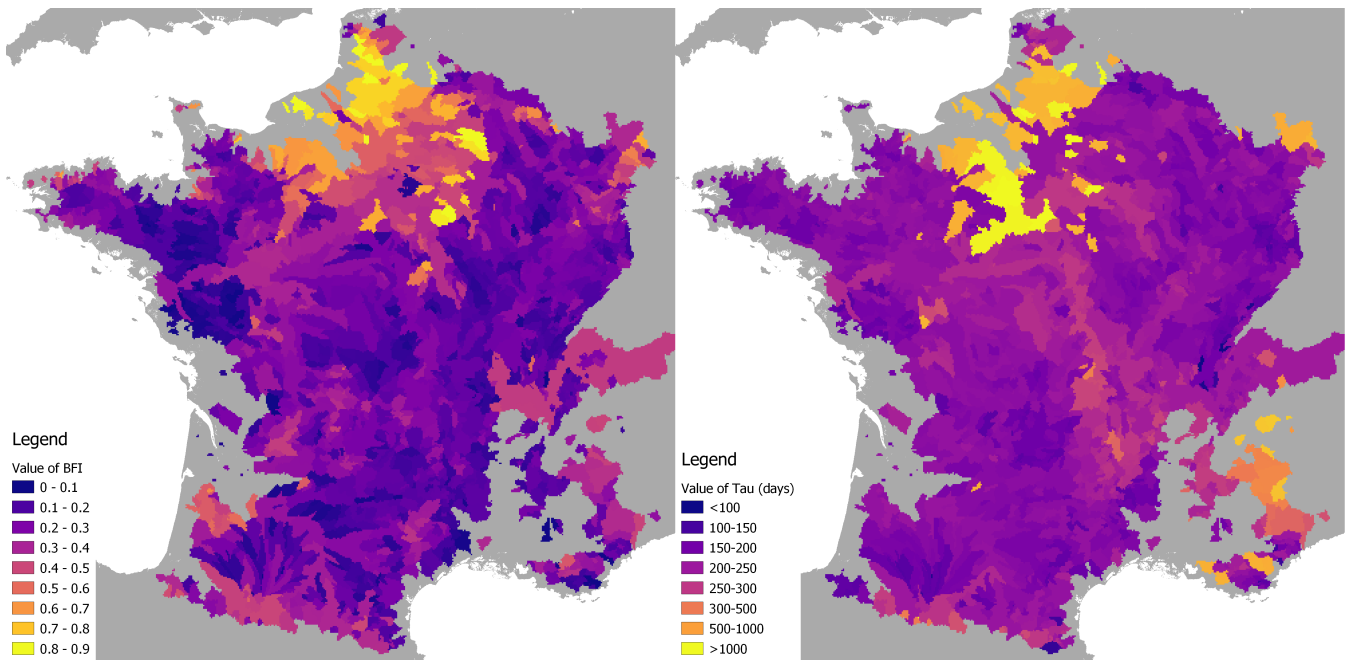 Legend
Value of BFI
0 - 0.1
0.1 - 0.2
0.2 - 0.3
0.3 - 0.4
0.4 - 0.5
0.5 - 0.6
0.6 - 0.7
0.7 - 0.8
0.8 - 0.9
Legend
Value of Tau (days)
<100
100-150
150-200
200-250
250-300
300-500
500-1000
>1000